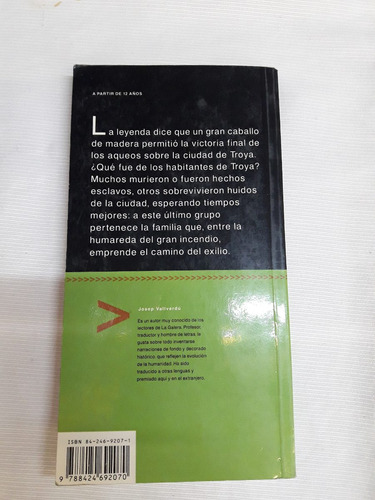 A PARTIR DE 12 AÑOS
La leyenda dice que un gran caballo
de madera permitió la victoria final de
los aqueos sobre la ciudad de Troya.
¿Qué fue de los habitantes de Troya?
Muchos murieron o fueron hechos
esclavos, otros sobrevivieron huidos
de la ciudad, esperando tiempos
mejores: a este último grupo
pertenece la familia que, entre la
humareda del gran incendio,
emprende el camino del exilio.
Josep Vallverdú
Es un autor muy conocido de los
lectores de La Galera. Profesor,
traductor y hombre de letras, le
gusta sobre todo inventarse
narraciones de fondo y decorado
histórico, que reflejen la evolución
de la humanidad. Ha sido
traducido a otras lenguas y
premiado aquí y en el extranjero.
ISBN 84-246-9207-1
9 788424 692070